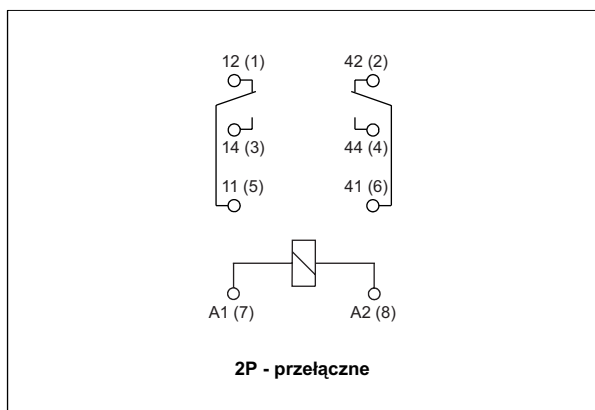 12 (1) 42 (2)
14 (3) 44 (4)
11 (5) 41 (6)
A1 (7) A2 (8)
2P - przełączne